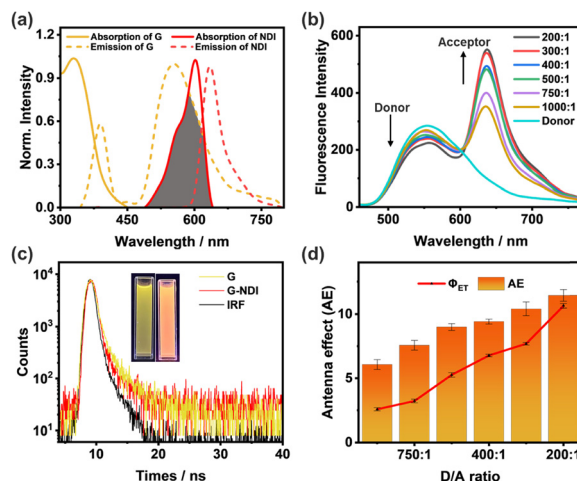 (a)
Absorption of G
Emission of G
Absorption of NDI
Emission of NDI
Norm. Intensity
1.2
0.9
0.6
0.3
0.0
300
450
600
750
Wavelength / nm
(b)
Fluorescence Intensity
600
400
200
0
500
600
700
Wavelength / nm
Donor
Acceptor
200:1
300:1
400:1
500:1
750:1
1000:1
Donor
(c)
Counts
10⁴
10³
10²
10¹
G
G-NDI
IRF
10
20
30
40
Times / ns
(d)
Antenna effect (AE)
10
5
0
ΦET
AE
750:1
400:1
200:1
D/A ratio